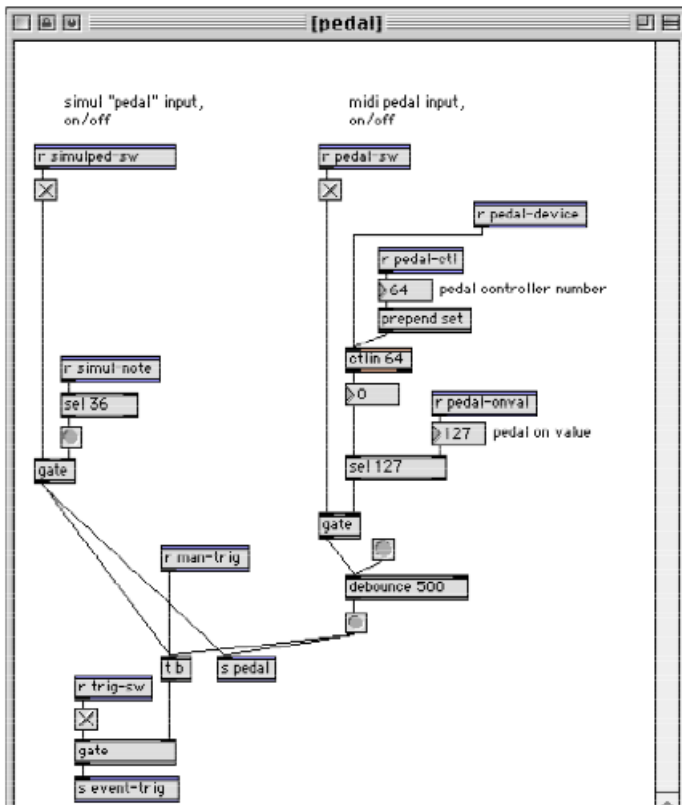 [pedal]
simul "pedal" input,
on/off
midi pedal input,
on/off
r simulped-sw
r pedal-sw
r pedal-device
r pedal-ctl
64
pedal controller number
prepend set
ctlin 64
r simul-note
0
sel 36
r pedal-onval
127
pedal on value
gate
sel 127
gate
r man-trig
debounce 500
t b
s pedal
r trig-sw
gate
s event-trig